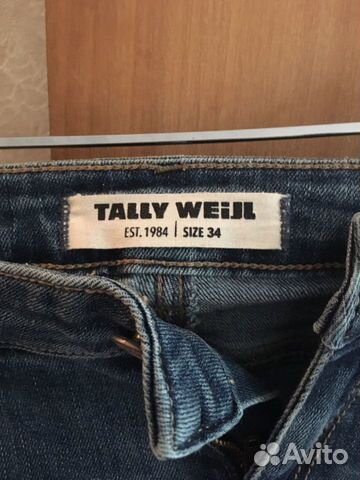 TALLY WEiJL
EST. 1984 | SIZE 34
Avito